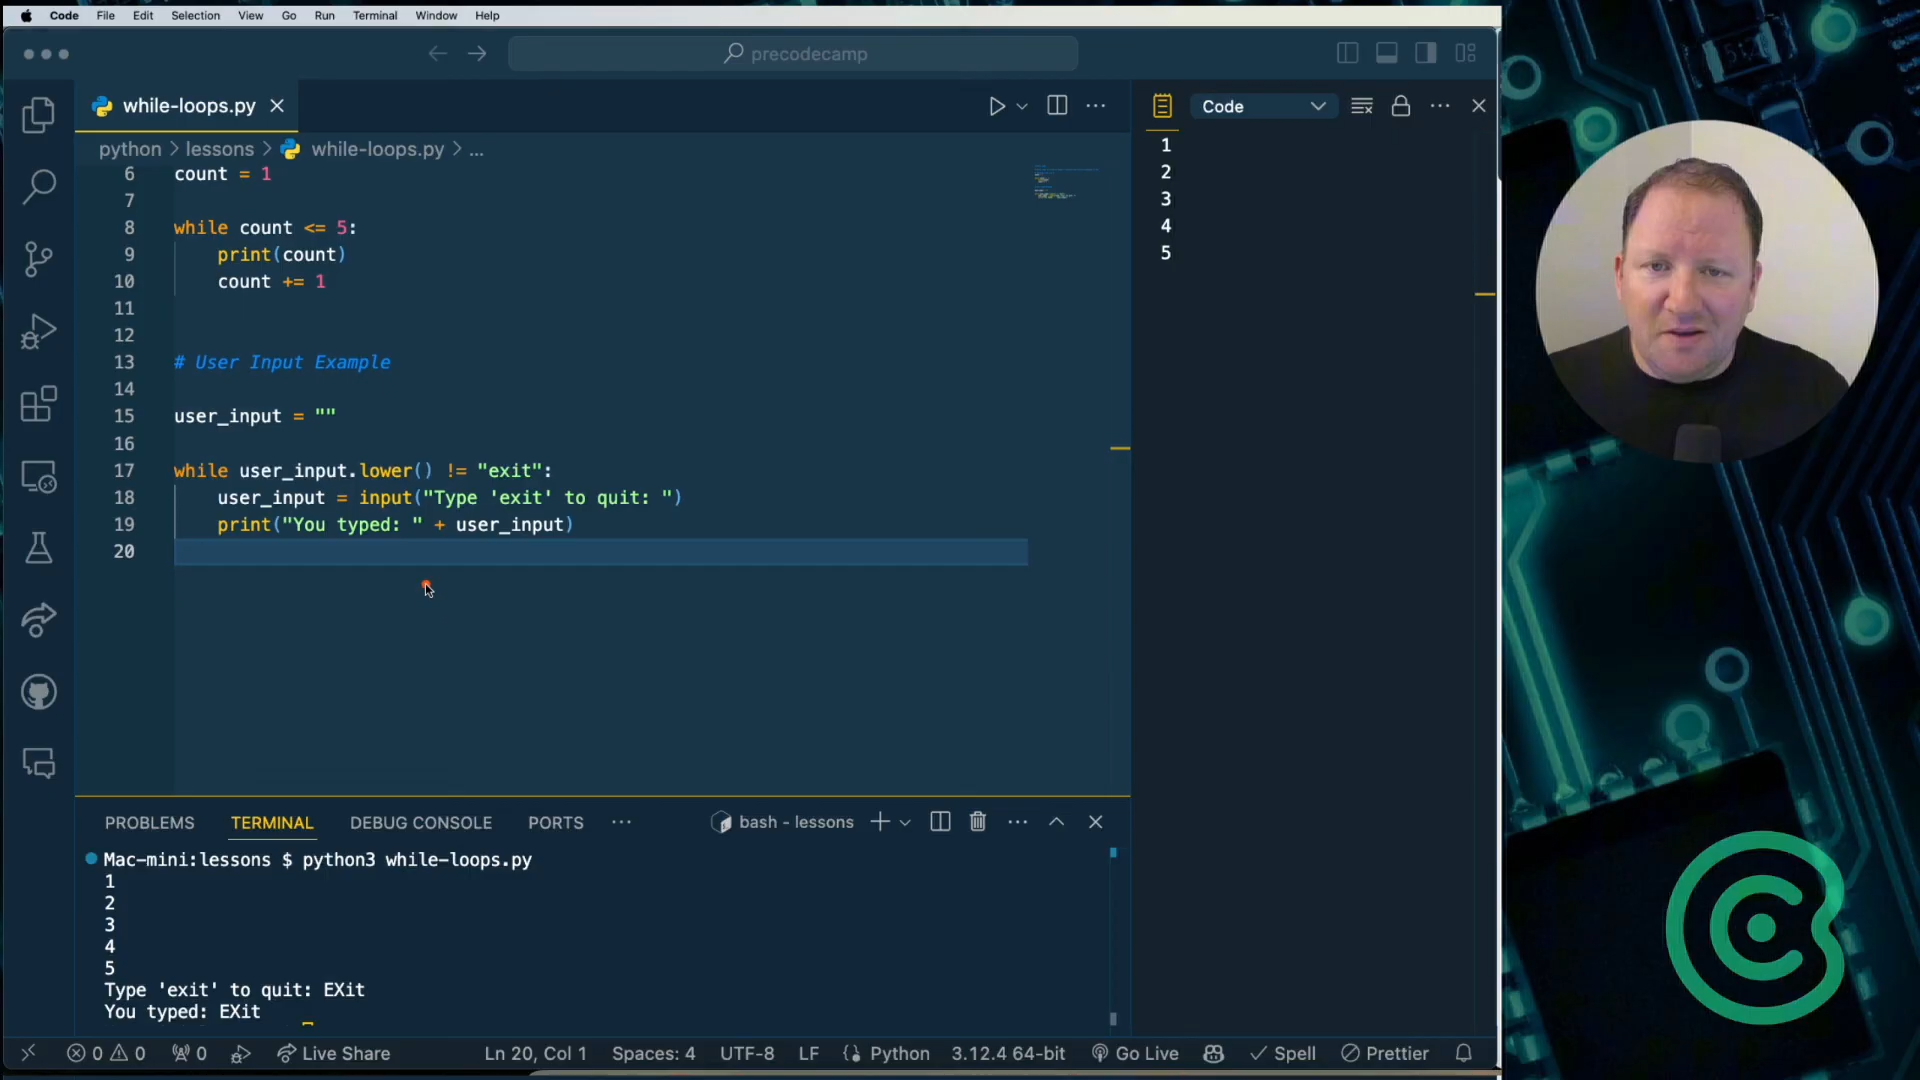 Code File Edit Selection View Go Run Terminal Window Help
precodecamp
while-loops.py
python > lessons > while-loops.py > ...
6 count = 1
7
8 while count <= 5:
9 print(count)
10 count += 1
11
12
13 # User Input Example
14
15 user_input = ""
16
17 while user_input.lower() != "exit":
18 user_input = input("Type 'exit' to quit: ")
19 print("You typed: " + user_input)
20
Code
1
2
3
4
5
PROBLEMS TERMINAL DEBUG CONSOLE PORTS ... bash - lessons
Mac-mini:lessons $ python3 while-loops.py
1
2
3
4
5
Type 'exit' to quit: EXit
You typed: EXit
0 0 0 Live Share Ln 20, Col 1 Spaces: 4 UTF-8 LF Python 3.12.4 64-bit Go Live Spell Prettier